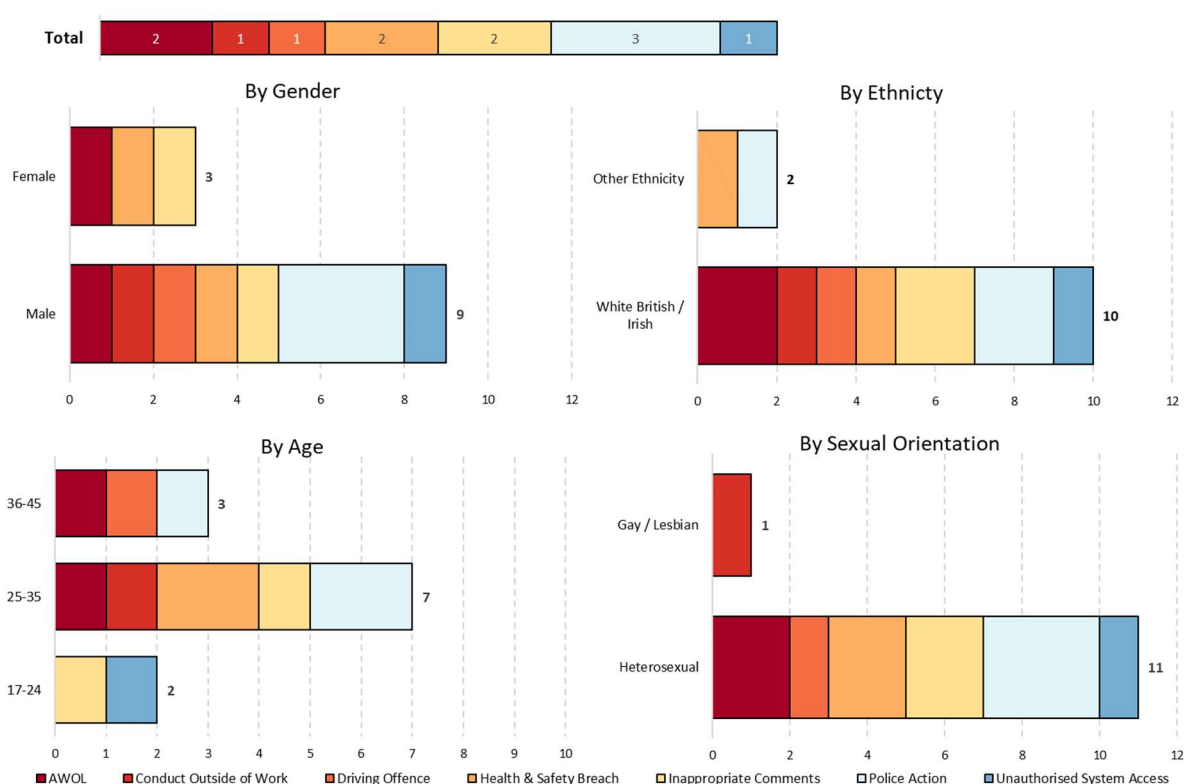 Total 2 1 1 2 2 3 1
By Gender
Female 3
Male 9
0 2 4 6 8 10 12
By Ethnicty
Other Ethnicity 2
White British /
Irish 10
0 2 4 6 8 10 12
By Age
36-45 3
25-35 7
17-24 2
0 1 2 3 4 5 6 7 8 9 10
By Sexual Orientation
Gay / Lesbian 1
Heterosexual 11
0 2 4 6 8 10 12
AWOL Conduct Outside of Work Driving Offence Health & Safety Breach Inappropriate Comments Police Action Unauthorised System Access